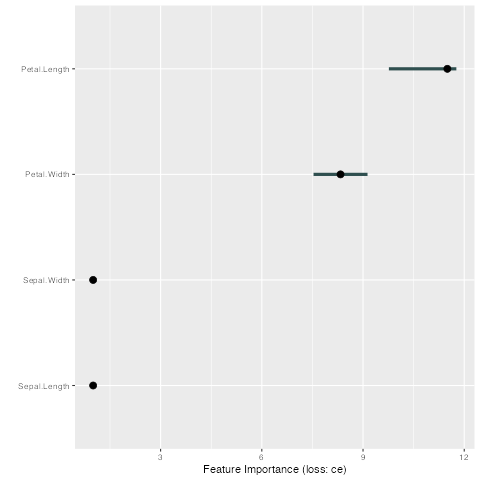 Petal.Length
Petal.Width
Sepal.Width
Sepal.Length
3 6 9 12
Feature Importance (loss: ce)